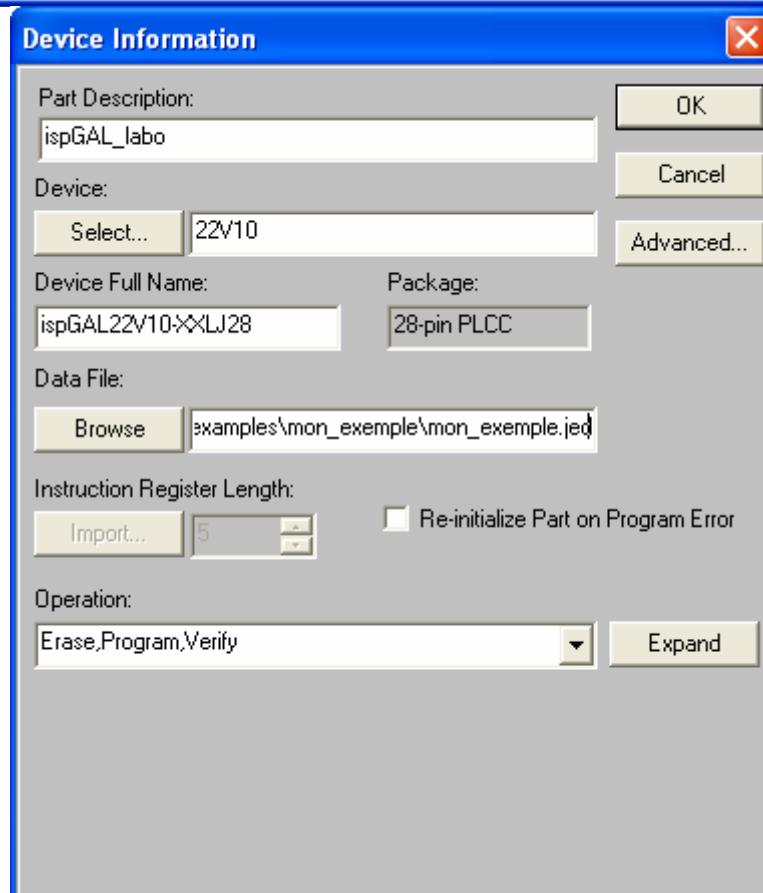 Device Information
Part Description:
OK
ispGAL_labo
Cancel
Device:
Select...
22V10
Advanced...
Device Full Name:
Package:
ispGAL22V10-XXLJ28
28-pin PLCC
Data File:
Browse
examples\mon_exemple\mon_exemple.jed
Instruction Register Length:
Import...
5
Re-initialize Part on Program Error
Operation:
Erase,Program,Verify
Expand